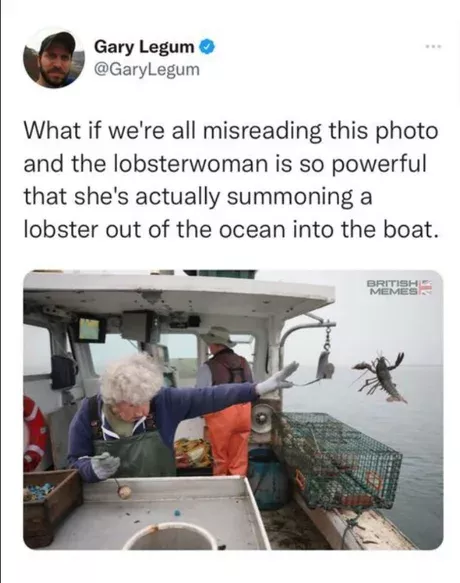 Gary Legum
@GaryLegum
What if we're all misreading this photo
and the lobsterwoman is so powerful
that she's actually summoning a
lobster out of the ocean into the boat.
BRITISH
MEMES